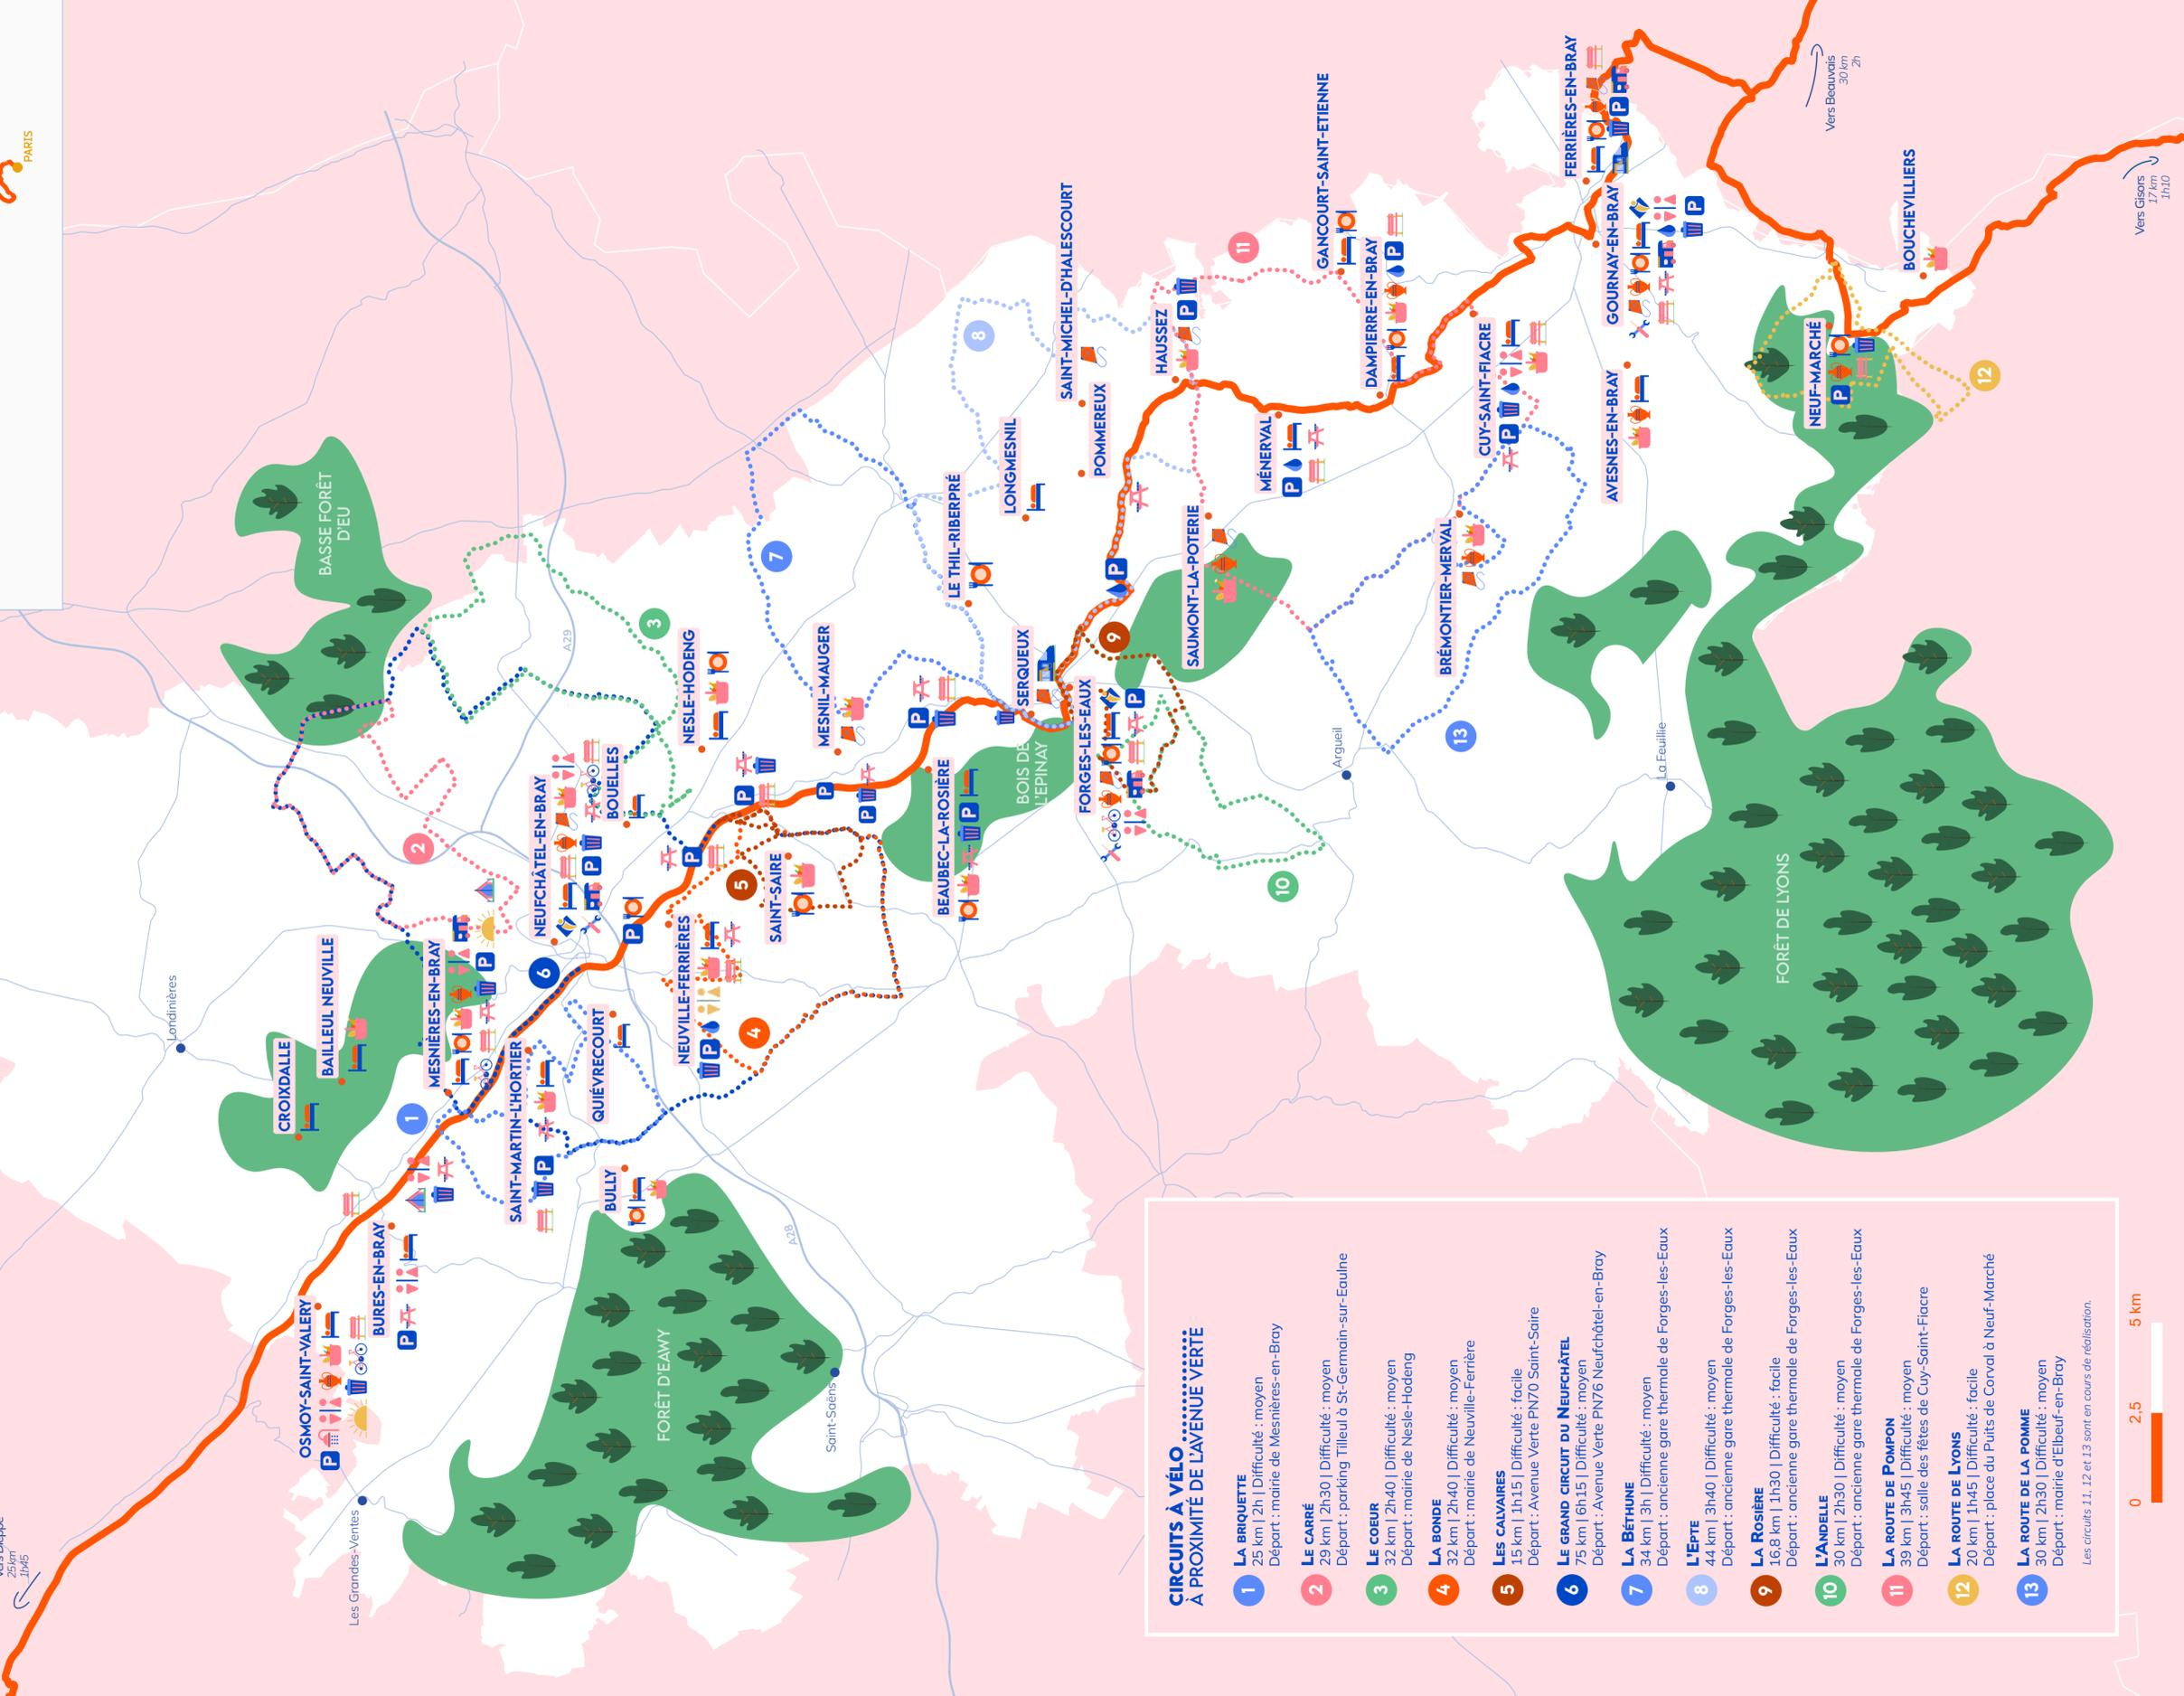 PARIS
Vers Dieppe
25 km
1h45
Les Grandes-Ventes
OSMOY-SAINT-VALERY
P
BURES-EN-BRAY
P
CROIXDALLE
Londinières
BAILLEUL NEUVILLE
1
MESNIÈRES-EN-BRAY
P
2
BASSE FORÊT
D'EU
A29
SAINT-MARTIN-L'HORTIER
P
6
NEUFCHÂTEL-EN-BRAY
P
BOUELLES
QUIÈVRECOURT
BULLY
P
3
NESLE-HODENG
P
NEUVILLE-FERRIÈRES
P
FORÊT D'EAWY
A28
Saint-Saëns
4
5
SAINT-SAIRE
P
7
MESNIL-MAUGER
P
P
BEAUBEC-LA-ROSIÈRE
P
P
LE THIL-RIBERPRÉ
8
LONGMESNIL
SERQUEUX
BOIS DE
L'EPINAY
SAINT-MICHEL-D'HALESCOURT
POMMEREUX
FORGES-LES-EAUX
P
9
P
HAUSSEZ
P
SAUMONT-LA-POTERIE
11
MÉNERVAL
P
10
GANCOURT-SAINT-ETIENNE
DAMPIERRE-EN-BRAY
P
Argueil
BRÉMONTIER-MERVAL
13
CUY-SAINT-FIACRE
P
FERRIÈRES-EN-BRAY
P
GOURNAY-EN-BRAY
P
AVESNES-EN-BRAY
La Feuillie
NEUF-MARCHÉ
P
12
BOUCHEVILLIERS
FORÊT DE LYONS
Vers Beauvais
30 km
2h
Vers Gisors
17 km
1h10
CIRCUITS À VÉLO
À PROXIMITÉ DE L'AVENUE VERTE
1 LA BRIQUETTE
25 km | 2h | Difficulté : moyen
Départ : mairie de Mesnières-en-Bray
2 LE CARRÉ
29 km | 2h30 | Difficulté : moyen
Départ : parking Tilleul à St-Germain-sur-Eaulne
3 LE COEUR
32 km | 2h40 | Difficulté : moyen
Départ : mairie de Nesle-Hodeng
4 LA BONDE
32 km | 2h40 | Difficulté : moyen
Départ : mairie de Neuville-Ferrière
5 LES CALVAIRES
15 km | 1h15 | Difficulté : facile
Départ : Avenue Verte PN70 Saint-Saire
6 LE GRAND CIRCUIT DU NEUFCHÂTEL
75 km | 6h15 | Difficulté : moyen
Départ : Avenue Verte PN76 Neufchâtel-en-Bray
7 LA BÉTHUNE
34 km | 3h | Difficulté : moyen
Départ : ancienne gare thermale de Forges-les-Eaux
8 L'EPTE
44 km | 3h40 | Difficulté : moyen
Départ : ancienne gare thermale de Forges-les-Eaux
9 LA ROSIÈRE
16,8 km | 1h30 | Difficulté : facile
Départ : ancienne gare thermale de Forges-les-Eaux
10 L'ANDELLE
30 km | 2h30 | Difficulté : moyen
Départ : ancienne gare thermale de Forges-les-Eaux
11 LA ROUTE DE POMPON
39 km | 3h45 | Difficulté : moyen
Départ : salle des fêtes de Cuy-Saint-Fiacre
12 LA ROUTE DE LYONS
20 km | 1h45 | Difficulté : facile
Départ : place du Puits de Corval à Neuf-Marché
13 LA ROUTE DE LA POMME
30 km | 2h30 | Difficulté : moyen
Départ : mairie d'Elbeuf-en-Bray
Les circuits 11, 12 et 13 sont en cours de réalisation.
0 2,5 5 km